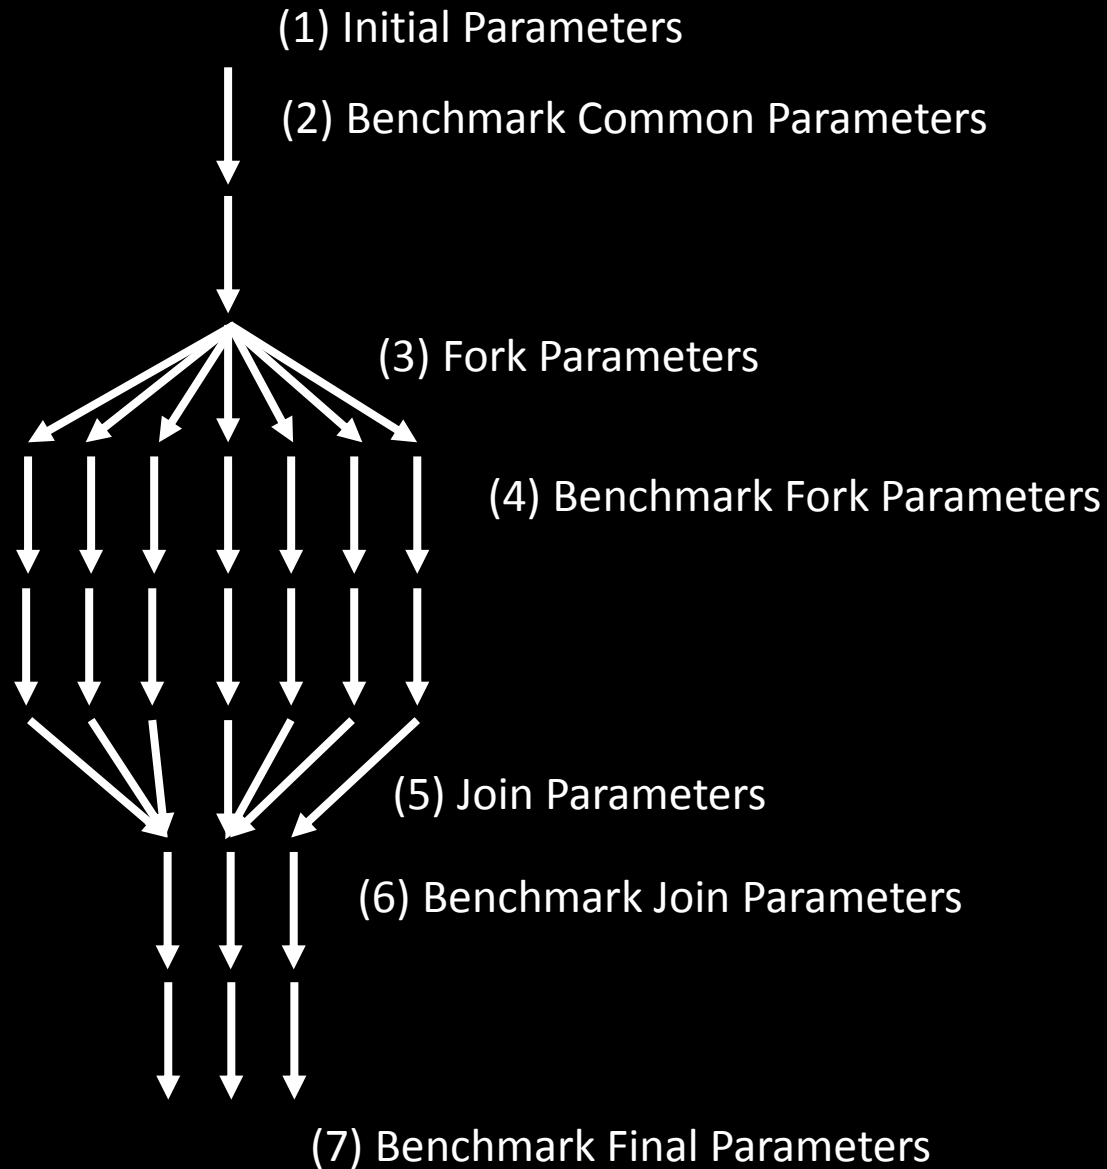 (1) Initial Parameters
(2) Benchmark Common Parameters
(3) Fork Parameters
(4) Benchmark Fork Parameters
(5) Join Parameters
(6) Benchmark Join Parameters
(7) Benchmark Final Parameters